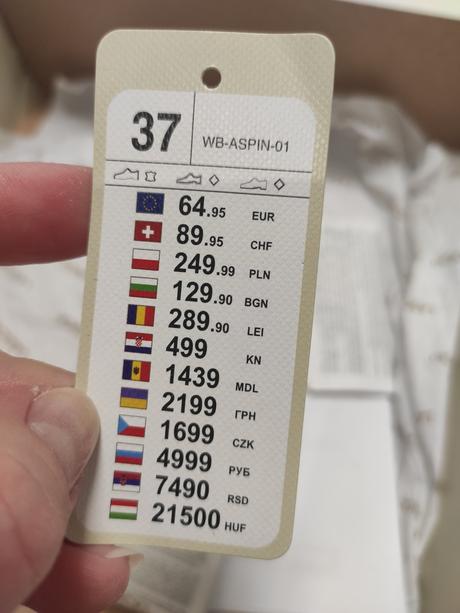 37 WB-ASPIN-01
64.95 EUR
89.95 CHF
249.99 PLN
129.90 BGN
289.90 LEI
499 KN
1439 MDL
2199 ГРН
1699 CZK
4999 РУБ
7490 RSD
21500 HUF